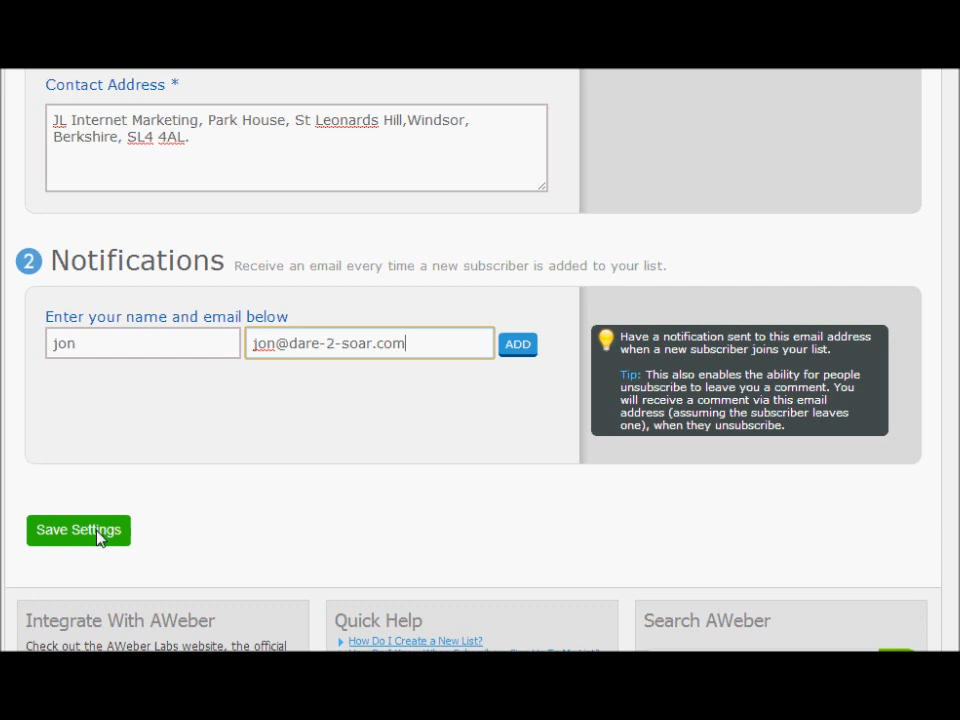 Contact Address *
JL Internet Marketing, Park House, St Leonards Hill,Windsor,
Berkshire, SL4 4AL.
2 Notifications Receive an email every time a new subscriber is added to your list.
Enter your name and email below
jon jon@dare-2-soar.com ADD
Have a notification sent to this email address
when a new subscriber joins your list.
Tip: This also enables the ability for people
unsubscribe to leave you a comment. You
will receive a comment via this email
address (assuming the subscriber leaves
one), when they unsubscribe.
Save Settings
Integrate With AWeber
Check out the AWeber Labs website, the official
Quick Help
How Do I Create a New List?
Search AWeber